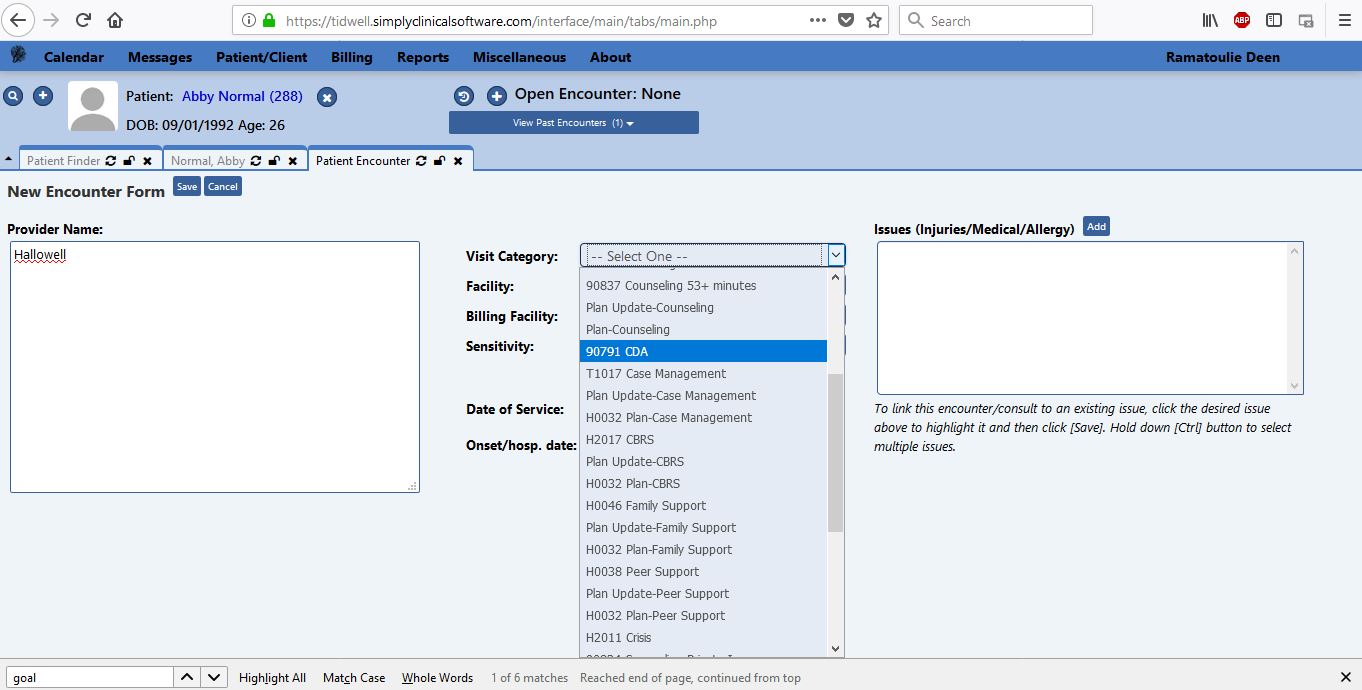 https://tidwell.simplyclinicalsoftware.com/interface/main/tabs/main.php
Search
ABP
Calendar Messages Patient/Client Billing Reports Miscellaneous About Ramatoulie Deen
Patient: Abby Normal (288)
DOB: 09/01/1992 Age: 26
Open Encounter: None
View Past Encounters (1)
Patient Finder Normal, Abby Patient Encounter
New Encounter Form Save Cancel
Provider Name:
Hallowell
Visit Category: -- Select One --
Facility:
Billing Facility:
Sensitivity:
Date of Service:
Onset/hosp. date:
90837 Counseling 53+ minutes
Plan Update-Counseling
Plan-Counseling
90791 CDA
T1017 Case Management
Plan Update-Case Management
H0032 Plan-Case Management
H2017 CBRS
Plan Update-CBRS
H0032 Plan-CBRS
H0046 Family Support
Plan Update-Family Support
H0032 Plan-Family Support
H0038 Peer Support
Plan Update-Peer Support
H0032 Plan-Peer Support
H2011 Crisis
Issues (Injuries/Medical/Allergy) Add
To link this encounter/consult to an existing issue, click the desired issue
above to highlight it and then click [Save]. Hold down [Ctrl] button to select
multiple issues.
goal Highlight All Match Case Whole Words 1 of 6 matches Reached end of page, continued from top